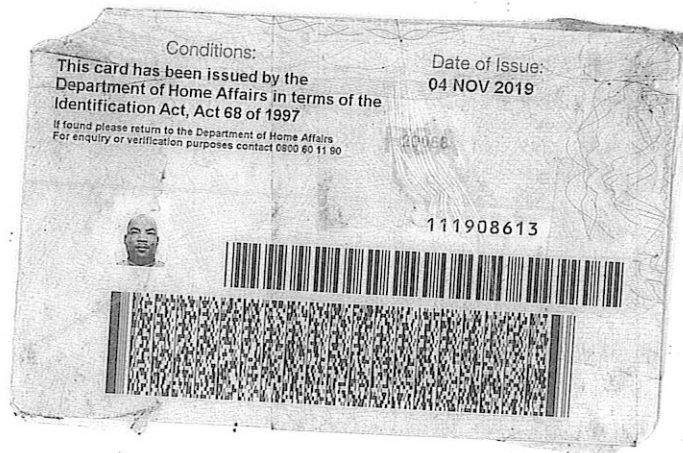 Conditions:
This card has been issued by the
Department of Home Affairs in terms of the
Identification Act, Act 68 of 1997
If found please return to the Department of Home Affairs
For enquiry or verification purposes contact 0800 60 11 90
Date of Issue:
04 NOV 2019
111908613